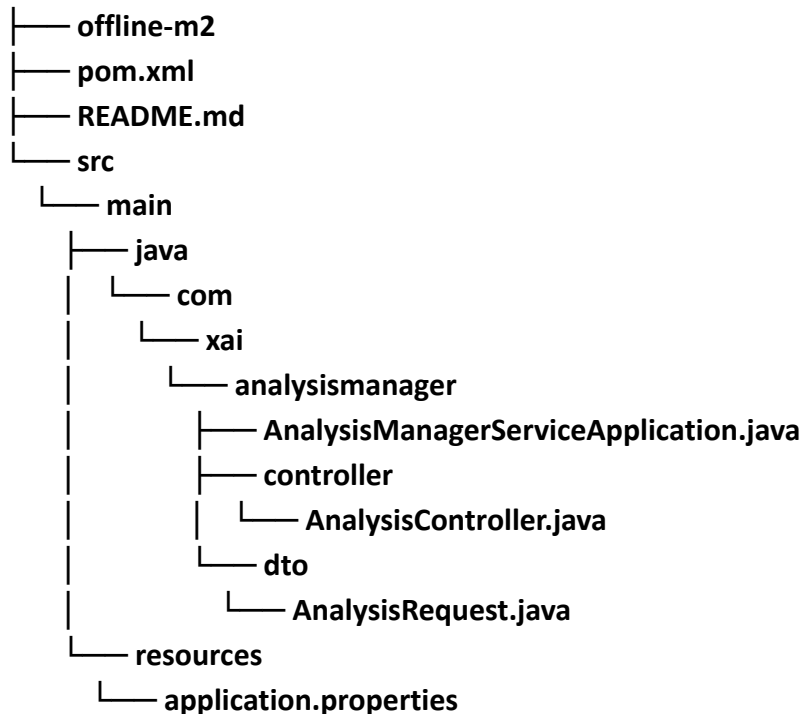 ├── offline-m2
├── pom.xml
├── README.md
└── src
    └── main
        ├── java
        │   └── com
        │       └── xai
        │           └── analysismanager
        │               ├── AnalysisManagerServiceApplication.java
        │               ├── controller
        │               │   └── AnalysisController.java
        │               └── dto
        │                   └── AnalysisRequest.java
        └── resources
            └── application.properties